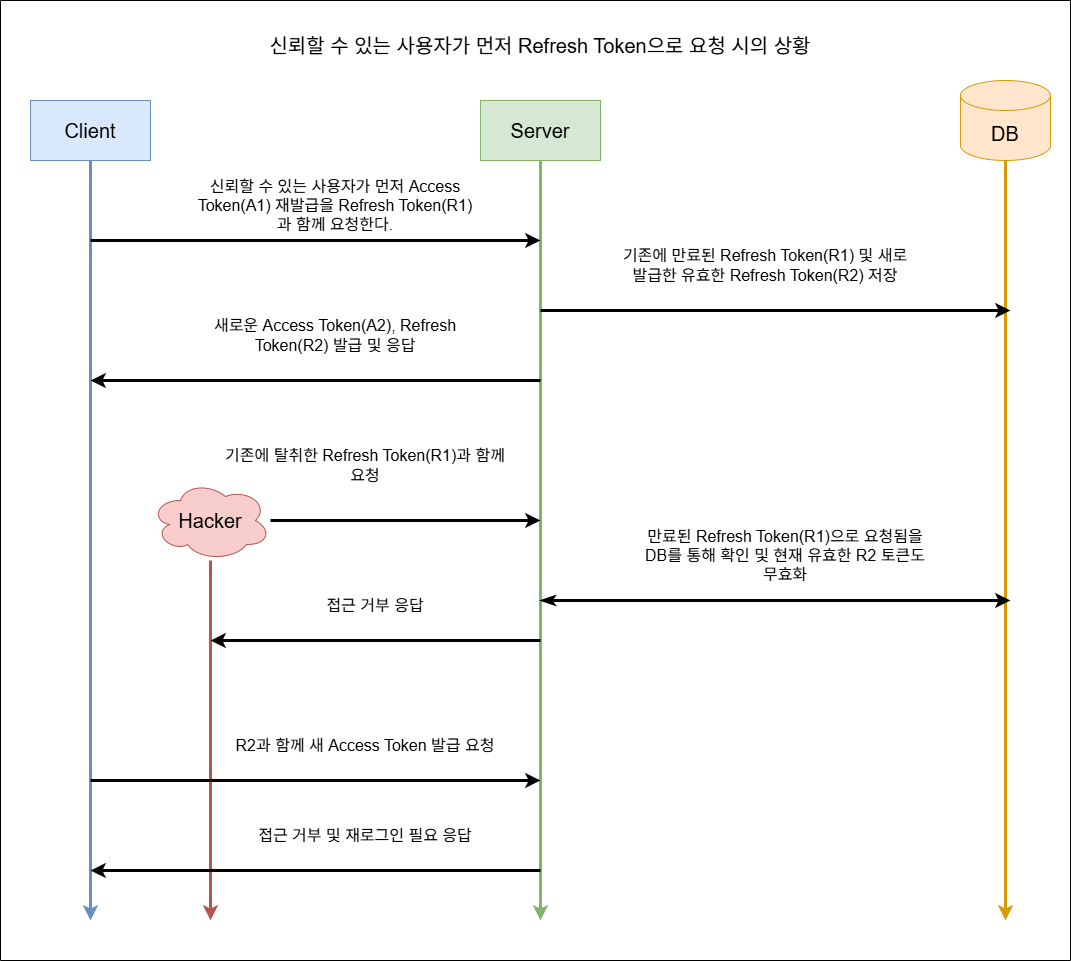 신뢰할 수 있는 사용자가 먼저 Refresh Token으로 요청 시의 상황
Client
Server
DB
신뢰할 수 있는 사용자가 먼저 Access
Token(A1) 재발급을 Refresh Token(R1)
과 함께 요청한다.
기존에 만료된 Refresh Token(R1) 및 새로
발급한 유효한 Refresh Token(R2) 저장
새로운 Access Token(A2), Refresh
Token(R2) 발급 및 응답
기존에 탈취한 Refresh Token(R1)과 함께
요청
Hacker
만료된 Refresh Token(R1)으로 요청됨을
DB를 통해 확인 및 현재 유효한 R2 토큰도
무효화
접근 거부 응답
R2과 함께 새 Access Token 발급 요청
접근 거부 및 재로그인 필요 응답